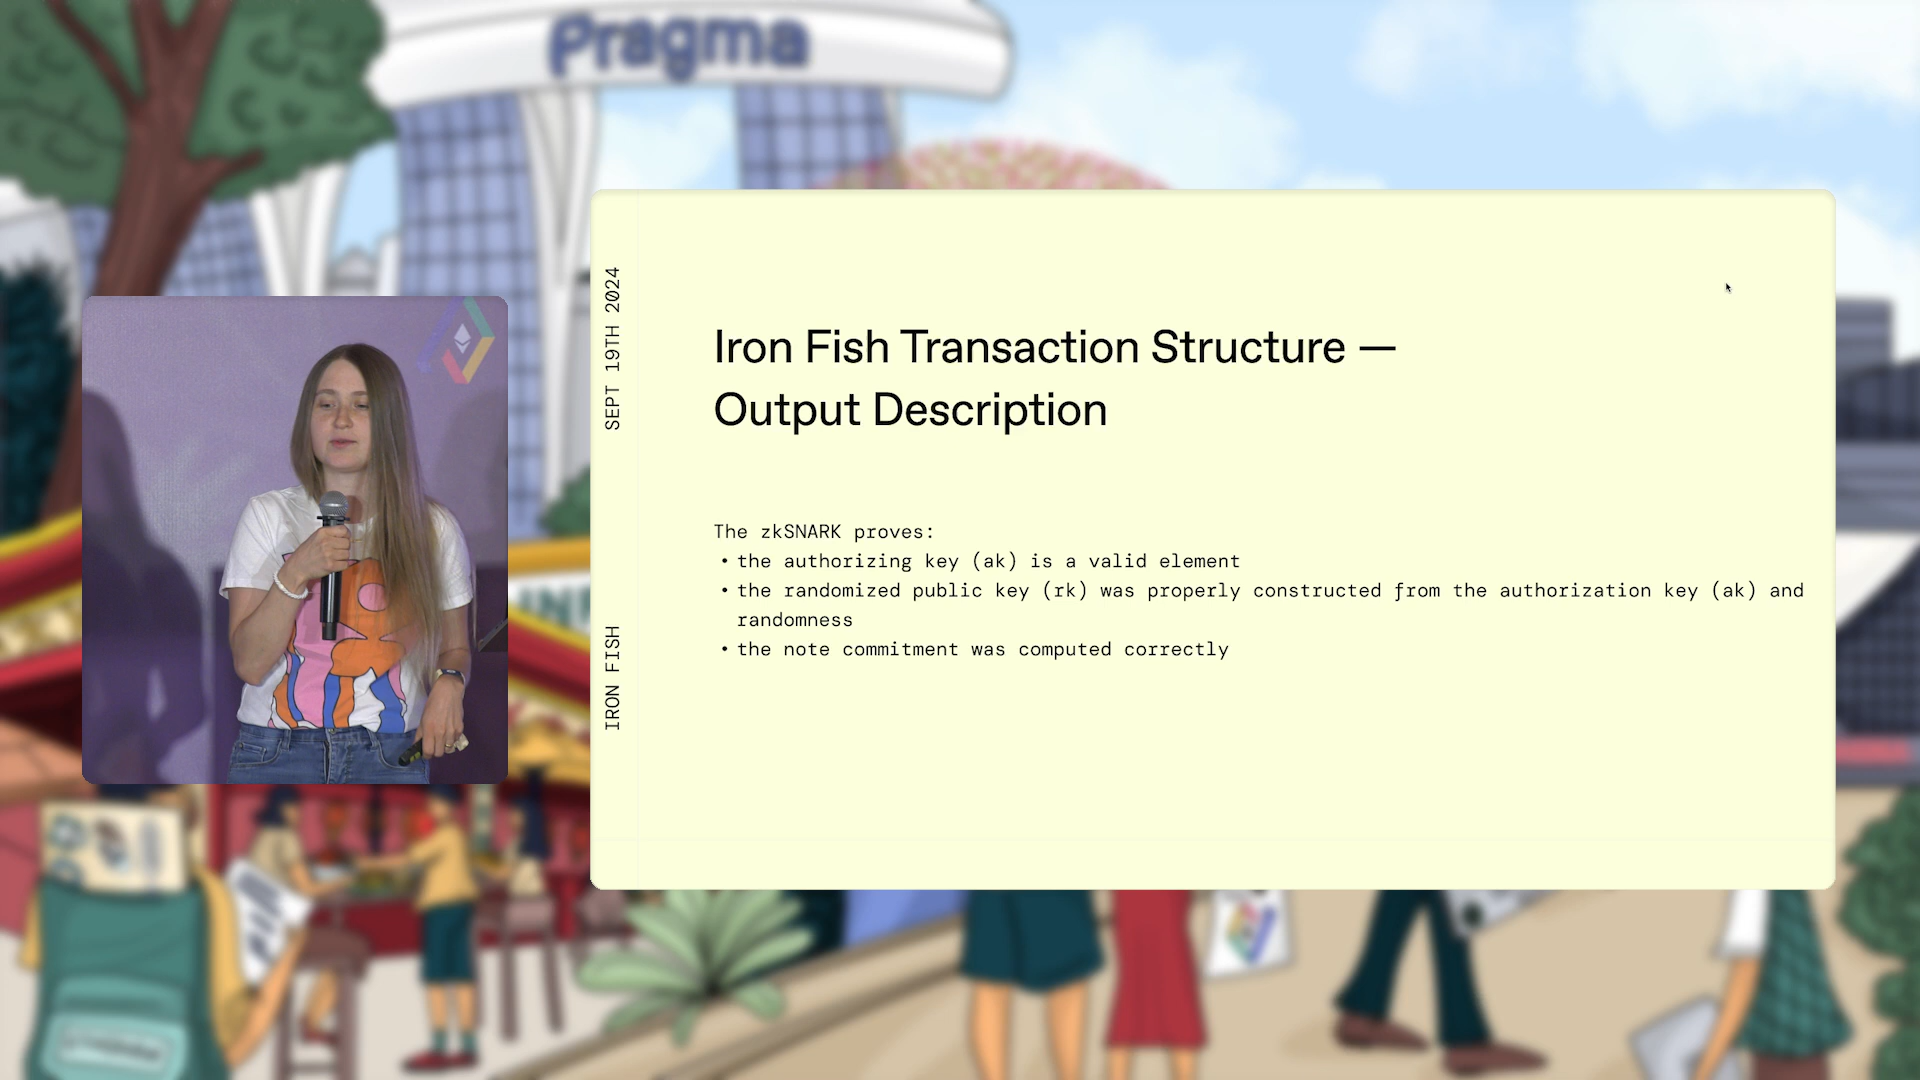 Pragma
SEPT 19TH 2024
IRON FISH
Iron Fish Transaction Structure —
Output Description
The zkSNARK proves:
• the authorizing key (ak) is a valid element
• the randomized public key (rk) was properly constructed from the authorization key (ak) and
randomness
• the note commitment was computed correctly